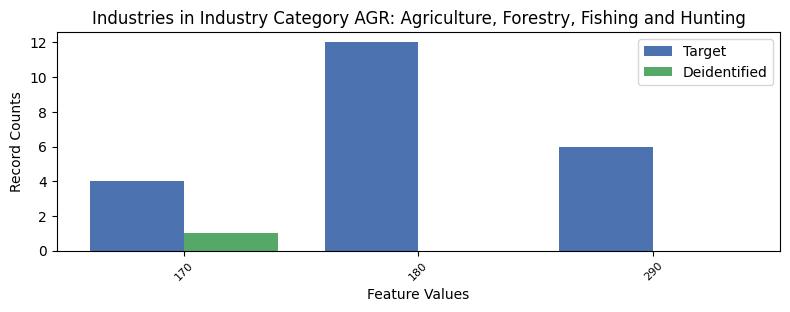 Industries in Industry Category AGR: Agriculture, Forestry, Fishing and Hunting
Target
Deidentified
Record Counts
12
10
8
6
4
2
0
170
180
290
Feature Values